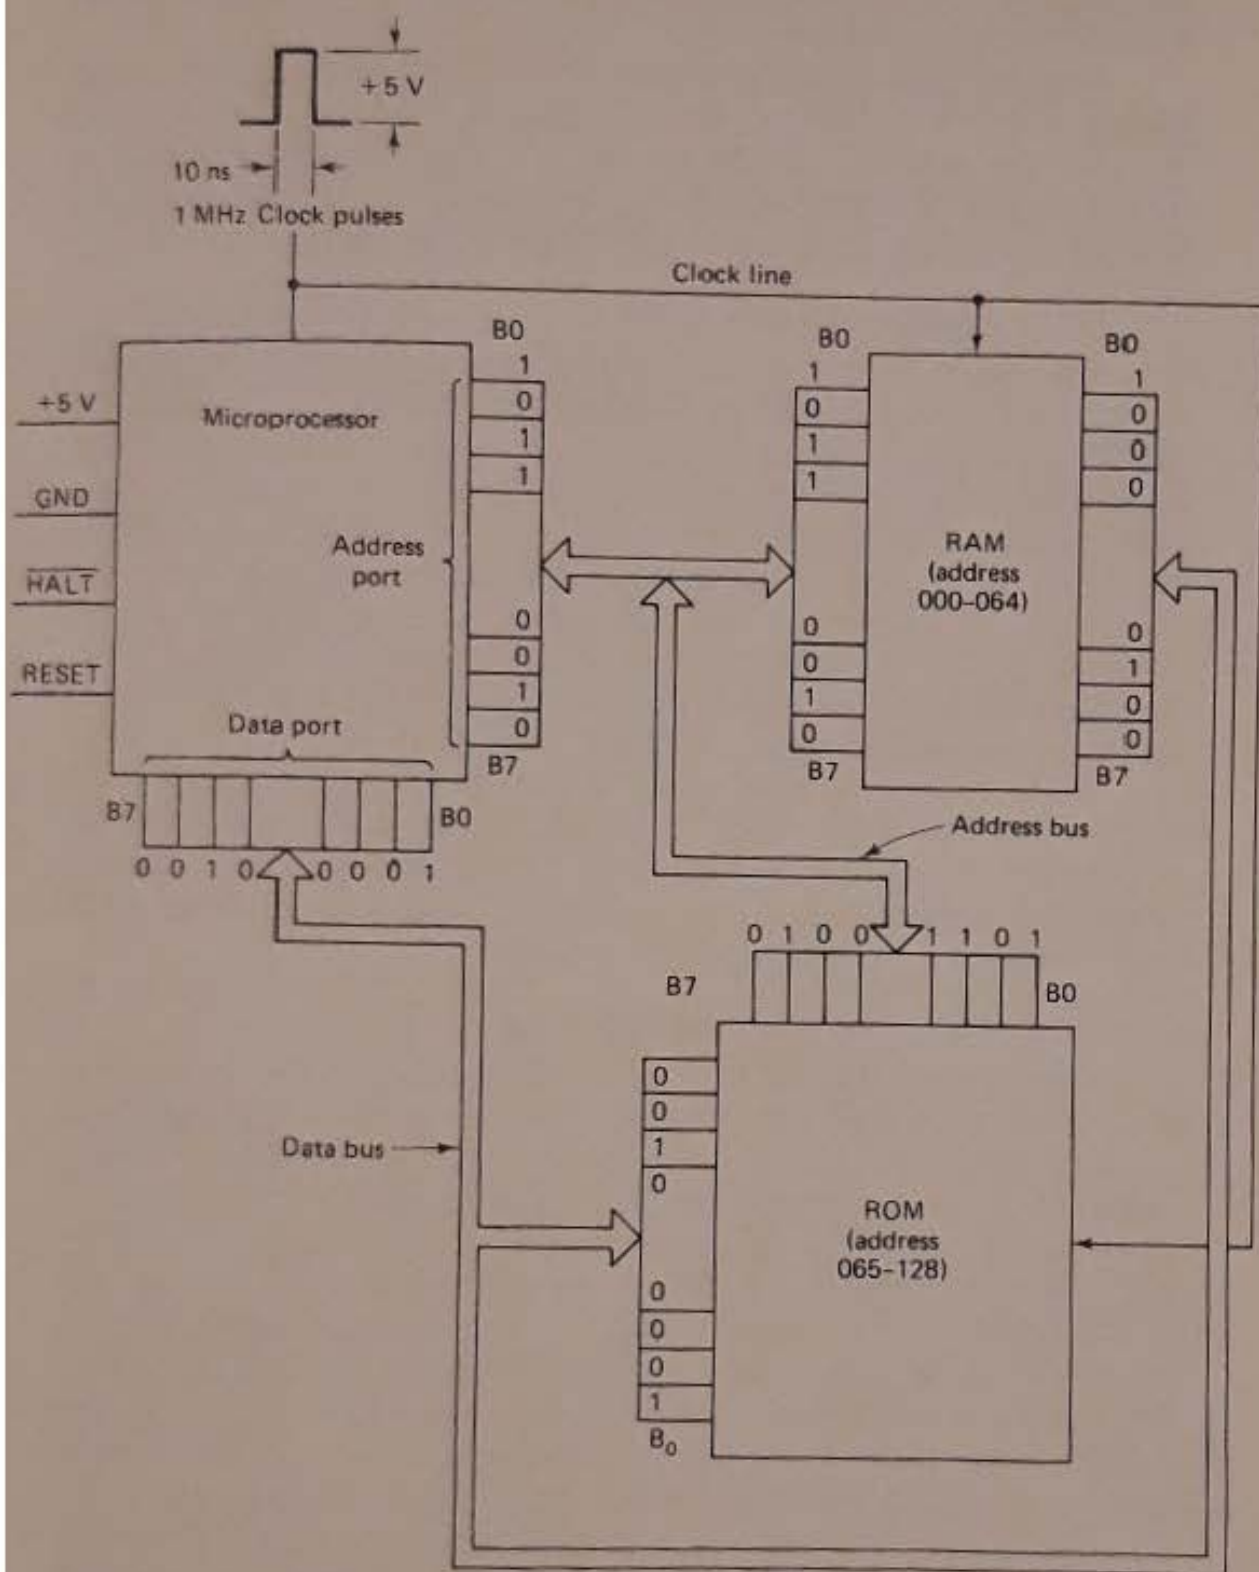 +5 V
10 ns
1 MHz Clock pulses
Clock line
B0
1
0
1
1
0
0
1
0
B7
+5 V
GND
HALT
RESET
Microprocessor
Address
port
Data port
B7
B0
0 0 1 0 0 0 0 1
B0
1
0
1
1
0
0
1
0
B7
RAM
(address
000–064)
B0
1
0
0
0
0
1
0
0
B7
Address bus
0 1 0 0 1 1 0 1
B7
B0
0
0
1
0
0
0
0
1
B0
Data bus
ROM
(address
065–128)